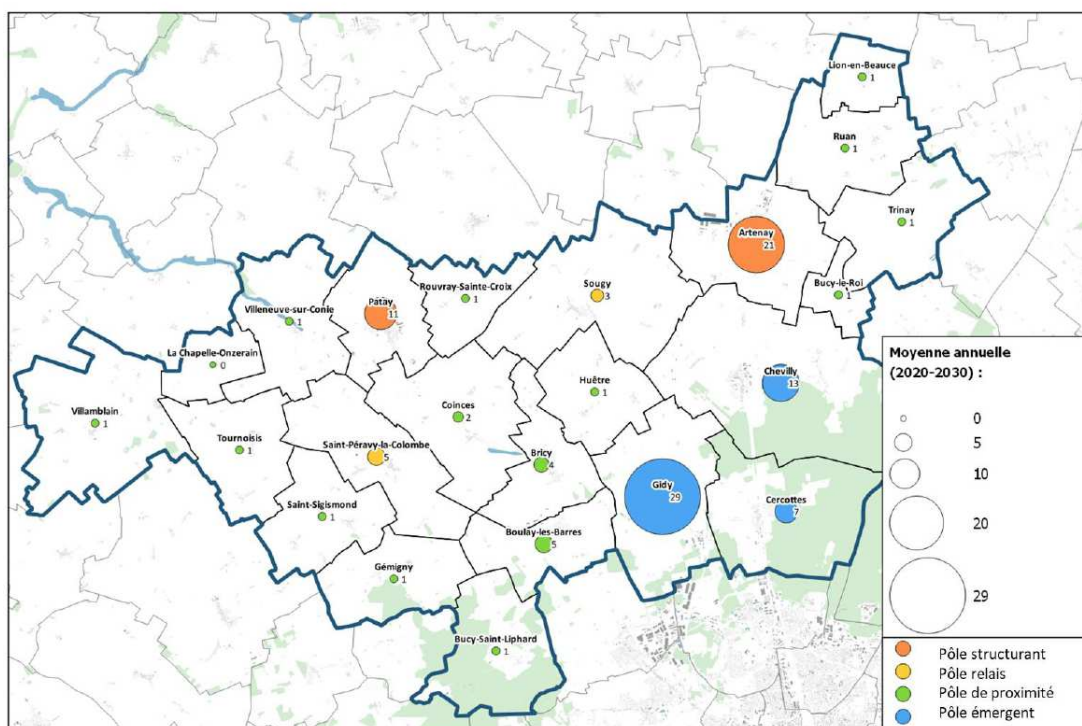 Lion-en-Beauce
1
Ruan
1
Trinay
1
Artenay
21
Bucy-le-Roi
1
Rouvray-Sainte-Croix
1
Sougy
3
Patay
11
Villeneuve-sur-Conie
1
La Chapelle-Onzerain
0
Chevilly
13
Huêtre
1
Villamblain
1
Coinces
2
Tournoisis
1
Saint-Péravy-la-Colombe
5
Bricy
4
Gidy
29
Cercottes
7
Saint-Sigismond
1
Boulay-les-Barres
5
Gémigny
1
Bucy-Saint-Liphard
1
Moyenne annuelle
(2020-2030) :
0
5
10
20
29
Pôle structurant
Pôle relais
Pôle de proximité
Pôle émergent